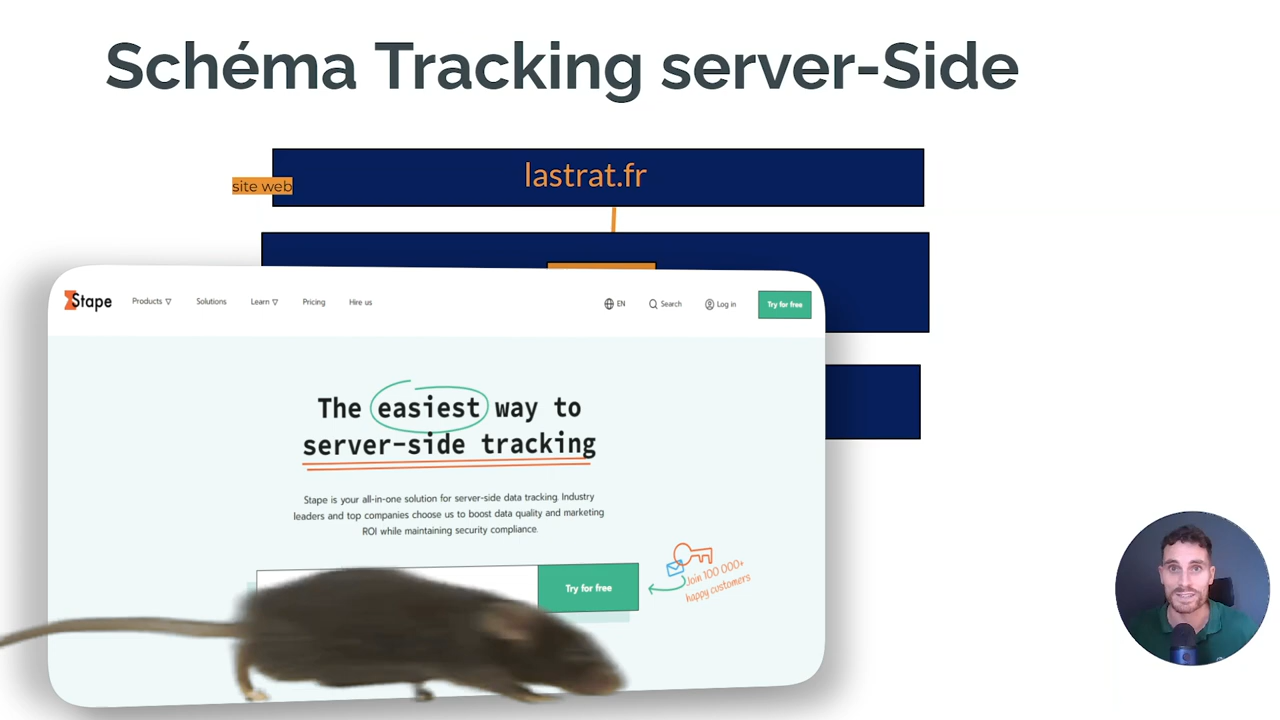 Schéma Tracking server-Side
lastrat.fr
site web
Stape
Products
Solutions
Learn
Pricing
Hire us
EN
Search
Log in
Try for free
The easiest way to
server-side tracking
Stape is your all-in-one solution for server-side data tracking. Industry
leaders and top companies choose us to boost data quality and marketing
ROI while maintaining security compliance.
Try for free
Join 100 000+
happy customers